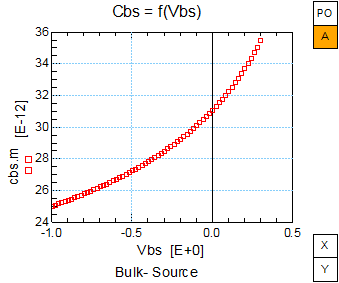 Cbs = f(Vbs)
PO
A
36
34
32
30
28
26
24
cbs.m [E-12]
-1.0
-0.5
0.0
0.5
Vbs [E+0]
Bulk- Source
X
Y